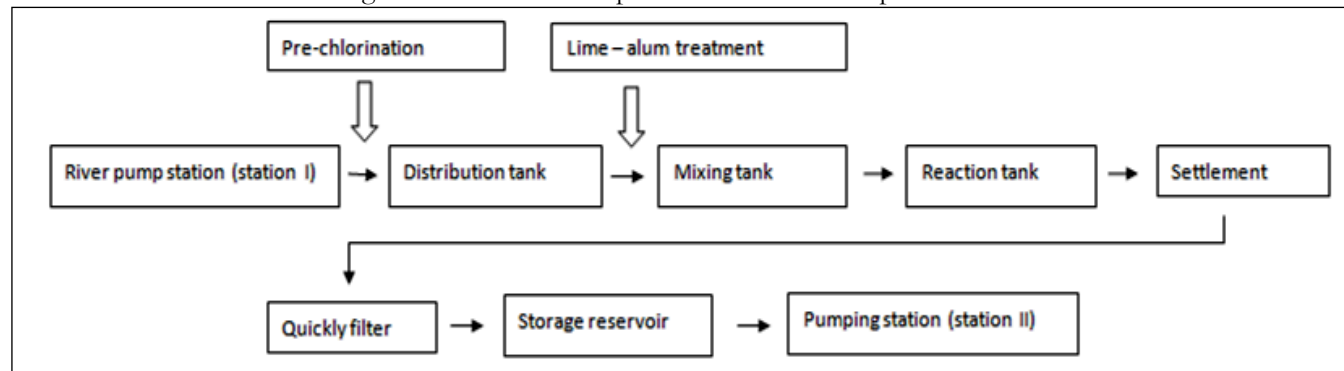 Pre-chlorination
Lime – alum treatment
River pump station (station I)
Distribution tank
Mixing tank
Reaction tank
Settlement
Quickly filter
Storage reservoir
Pumping station (station II)